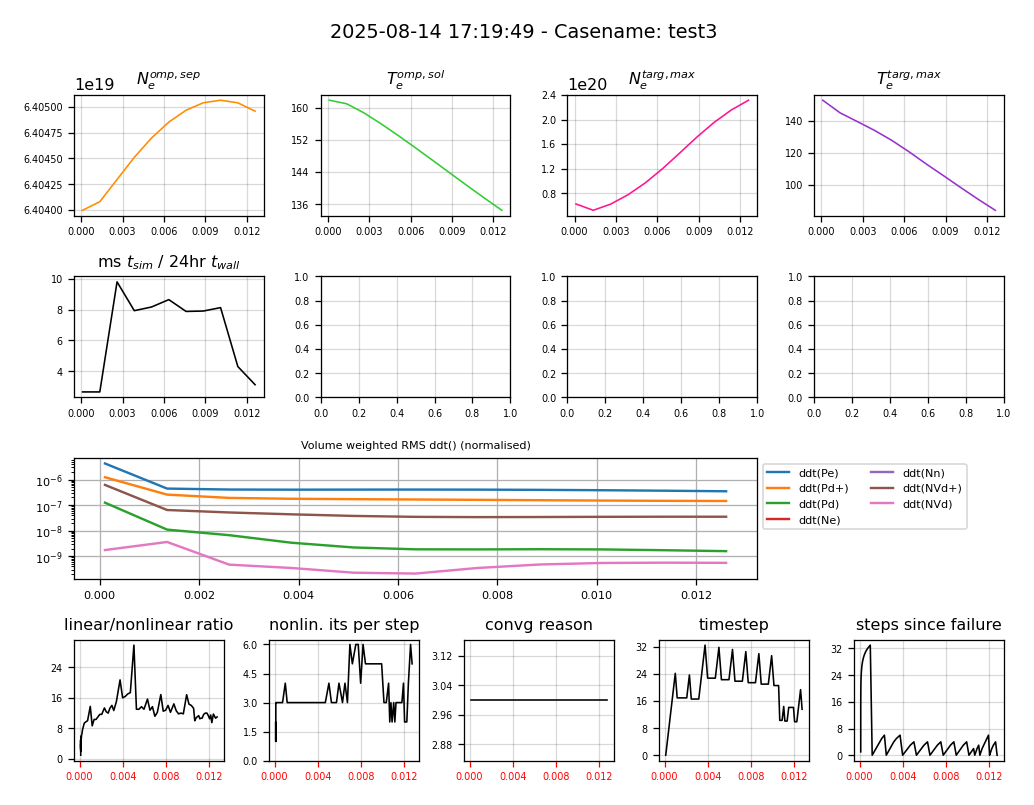 2025-08-14 17:19:49 - Casename: test3
1e19 N_e^{omp,sep}
T_e^{omp,sol}
1e20 N_e^{targ,max}
T_e^{targ,max}
6.40500
6.40475
6.40450
6.40425
6.40400
0.000 0.003 0.006 0.009 0.012
160
152
144
136
0.000 0.003 0.006 0.009 0.012
2.4
2.0
1.6
1.2
0.8
0.000 0.003 0.006 0.009 0.012
140
120
100
0.000 0.003 0.006 0.009 0.012
ms t_{sim} / 24hr t_{wall}
10
8
6
4
0.000 0.003 0.006 0.009 0.012
1.0
0.8
0.6
0.4
0.2
0.0
0.0 0.2 0.4 0.6 0.8 1.0
1.0
0.8
0.6
0.4
0.2
0.0
0.0 0.2 0.4 0.6 0.8 1.0
1.0
0.8
0.6
0.4
0.2
0.0
0.0 0.2 0.4 0.6 0.8 1.0
Volume weighted RMS ddt() (normalised)
10^{-6}
10^{-7}
10^{-8}
10^{-9}
0.000 0.002 0.004 0.006 0.008 0.010 0.012
ddt(Pe)
ddt(Pd+)
ddt(Pd)
ddt(Ne)
ddt(Nn)
ddt(NVd+)
ddt(NVd)
linear/nonlinear ratio
24
16
8
0
0.000 0.004 0.008 0.012
nonlin. its per step
6.0
4.5
3.0
1.5
0.0
0.000 0.004 0.008 0.012
convg reason
3.12
3.04
2.96
2.88
0.000 0.004 0.008 0.012
timestep
32
24
16
8
0
0.000 0.004 0.008 0.012
steps since failure
32
24
16
8
0
0.000 0.004 0.008 0.012